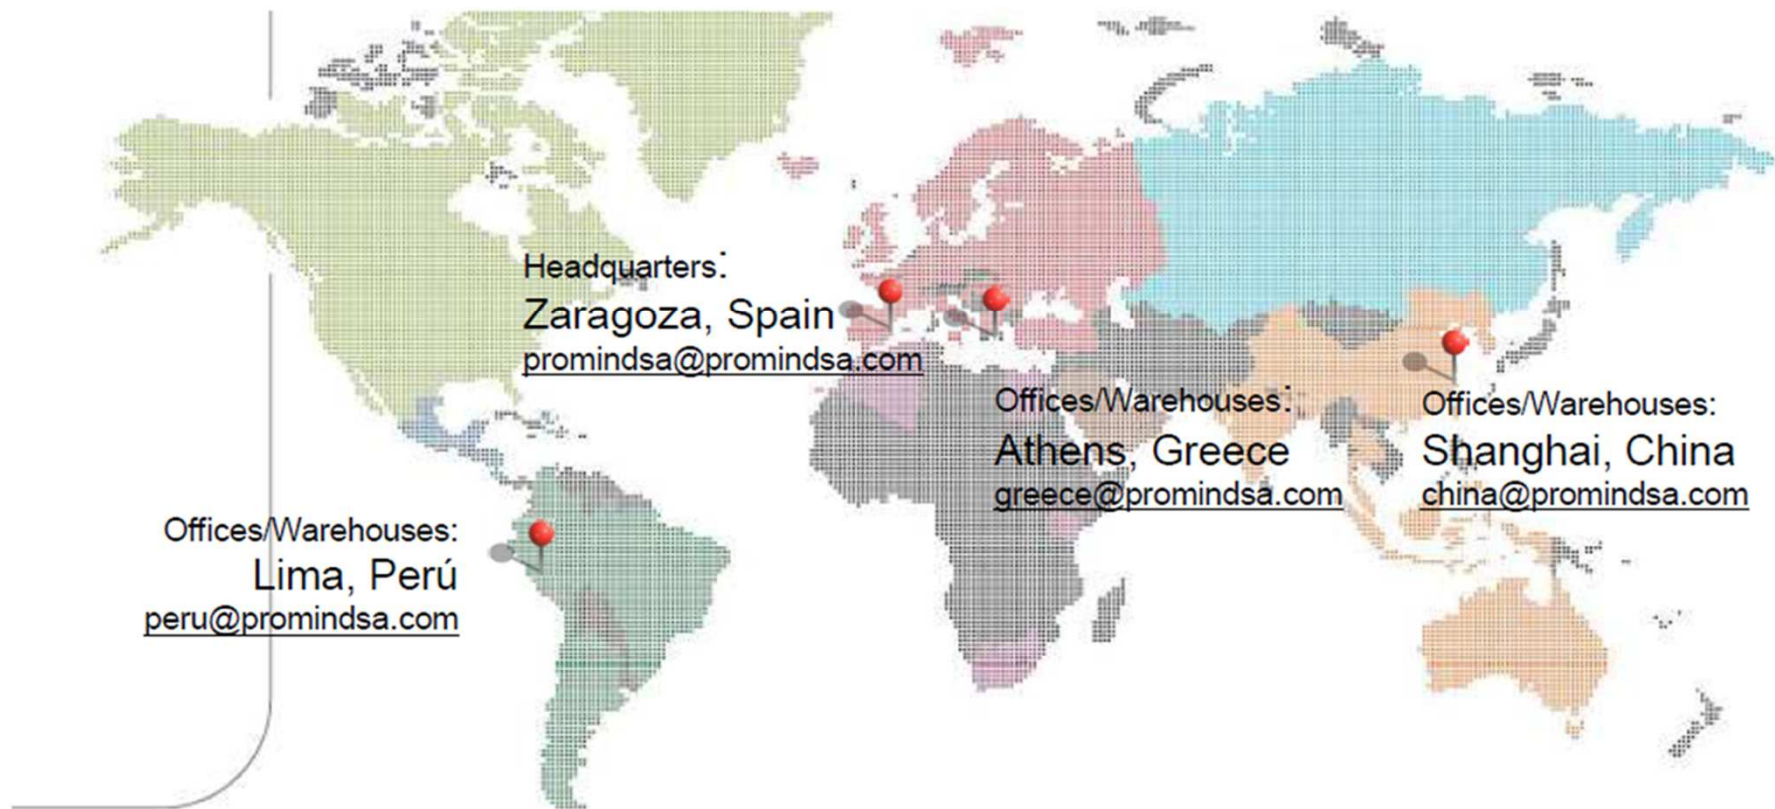 Headquarters:
Zaragoza, Spain
promindsa@promindsa.com
Offices/Warehouses:
Athens, Greece
greece@promindsa.com
Offices/Warehouses:
Shanghai, China
china@promindsa.com
Offices/Warehouses:
Lima, Perú
peru@promindsa.com